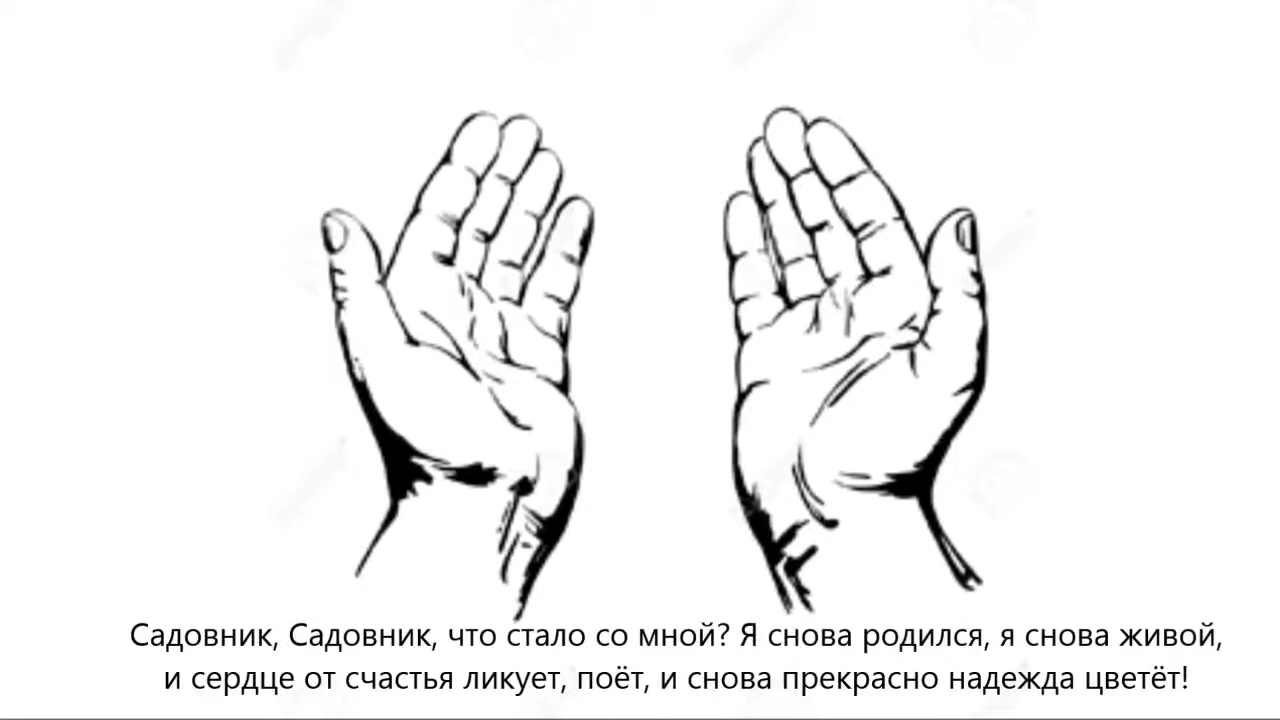 Садовник, Садовник, что стало со мной? Я снова родился, я снова живой,
и сердце от счастья ликует, поёт, и снова прекрасно надежда цветёт!